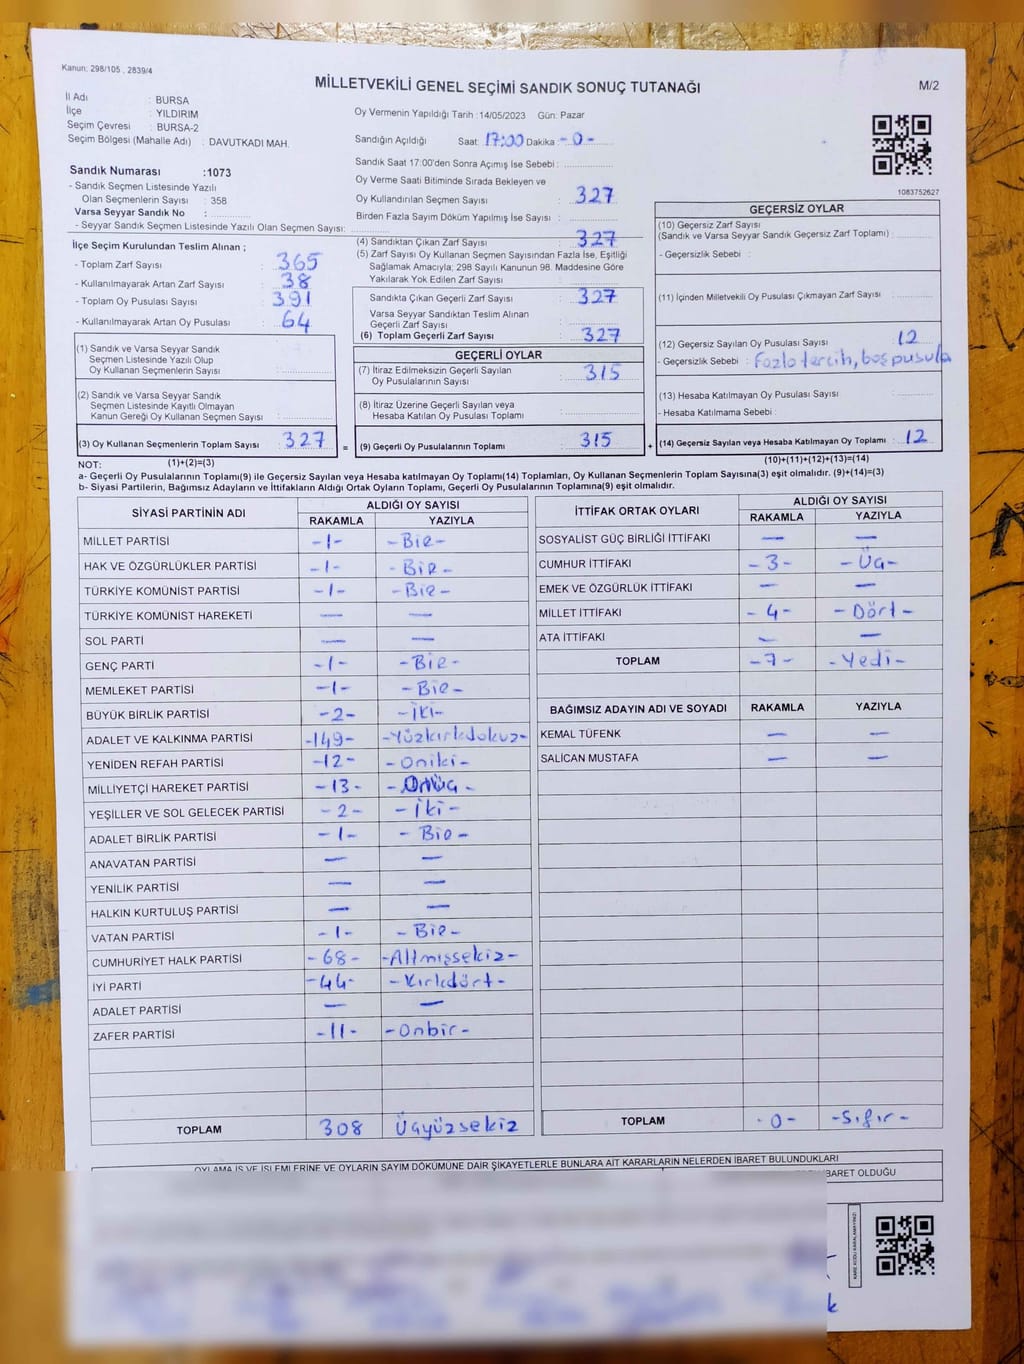 Kanun: 298/105 , 2839/4
MİLLETVEKİLİ GENEL SEÇİMİ SANDIK SONUÇ TUTANAĞI
M/2
İl Adı : BURSA
İlçe : YILDIRIM
Seçim Çevresi : BURSA-2
Seçim Bölgesi (Mahalle Adı) : DAVUTKADI MAH.
Oy Vermenin Yapıldığı Tarih : 14/05/2023 Gün: Pazar
Sandığın Açıldığı Saat: 17:00 Dakika: -0-
Sandık Saat 17:00'den Sonra Açımış İse Sebebi :
Oy Verme Saati Bitiminde Sırada Bekleyen ve
Oy Kullandırılan Seçmen Sayısı : 327
Birden Fazla Sayım Döküm Yapılmış İse Sayısı :
1083752627
Sandık Numarası :1073
- Sandık Seçmen Listesinde Yazılı
Olan Seçmenlerin Sayısı : 358
Varsa Seyyar Sandık No :
- Seyyar Sandık Seçmen Listesinde Yazılı Olan Seçmen Sayısı:
İlçe Seçim Kurulundan Teslim Alınan ;
- Toplam Zarf Sayısı : 365
- Kullanılmayarak Artan Zarf Sayısı : 38
- Toplam Oy Pusulası Sayısı : 391
- Kullanılmayarak Artan Oy Pusulası : 64
(4) Sandıktan Çıkan Zarf Sayısı : 327
(5) Zarf Sayısı Oy Kullanan Seçmen Sayısından Fazla İse, Eşitliği
Sağlamak Amacıyla; 298 Sayılı Kanunun 98. Maddesine Göre
Yakılarak Yok Edilen Zarf Sayısı :
Sandıkta Çıkan Geçerli Zarf Sayısı : 327
Varsa Seyyar Sandıktan Teslim Alınan
Geçerli Zarf Sayısı :
(6) Toplam Geçerli Zarf Sayısı : 327
GEÇERSİZ OYLAR
(10) Geçersiz Zarf Sayısı
(Sandık ve Varsa Seyyar Sandık Geçersiz Zarf Toplamı) :
- Geçersizlik Sebebi :
(11) İçinden Milletvekili Oy Pusulası Çıkmayan Zarf Sayısı :
(12) Geçersiz Sayılan Oy Pusulası Sayısı : 12
- Geçersizlik Sebebi : Fazla tercih, boş pusula
(13) Hesaba Katılmayan Oy Pusulası Sayısı :
- Hesaba Katılmama Sebebi :
(14) Geçersiz Sayılan veya Hesaba Katılmayan Oy Toplamı : 12
(10)+(11)+(12)+(13)=(14)
(1) Sandık ve Varsa Seyyar Sandık
Seçmen Listesinde Yazılı Olup
Oy Kullanan Seçmenlerin Sayısı :
(2) Sandık ve Varsa Seyyar Sandık
Seçmen Listesinde Kayıtlı Olmayan
Kanun Gereği Oy Kullanan Seçmen Sayısı :
(3) Oy Kullanan Seçmenlerin Toplam Sayısı : 327 =
(1)+(2)=(3)
GEÇERLİ OYLAR
(7) İtiraz Edilmeksizin Geçerli Sayılan
Oy Pusulalarının Sayısı : 315
(8) İtiraz Üzerine Geçerli Sayılan veya
Hesaba Katılan Oy Pusulası Toplamı :
(9) Geçerli Oy Pusulalarının Toplamı : 315 +
NOT:
a- Geçerli Oy Pusulalarının Toplamı(9) ile Geçersiz Sayılan veya Hesaba katılmayan Oy Toplamı(14) Toplamları, Oy Kullanan Seçmenlerin Toplam Sayısına(3) eşit olmalıdır. (9)+(14)=(3)
b- Siyasi Partilerin, Bağımsız Adayların ve İttifakların Aldığı Ortak Oyların Toplamı, Geçerli Oy Pusulalarının Toplamına(9) eşit olmalıdır.
SİYASİ PARTİNİN ADI ALDIĞI OY SAYISI
RAKAMLA YAZIYLA
MİLLET PARTİSİ -1- -Bir-
HAK VE ÖZGÜRLÜKLER PARTİSİ -1- -Bir-
TÜRKİYE KOMÜNİST PARTİSİ -1- -Bir-
TÜRKİYE KOMÜNİST HAREKETİ — —
SOL PARTİ — —
GENÇ PARTİ -1- -Bir-
MEMLEKET PARTİSİ -1- -Bir-
BÜYÜK BİRLİK PARTİSİ -2- -İki-
ADALET VE KALKINMA PARTİSİ -149- -Yüzkırkdokuz-
YENİDEN REFAH PARTİSİ -12- -Oniki-
MİLLİYETÇİ HAREKET PARTİSİ -13- -Onüç-
YEŞİLLER VE SOL GELECEK PARTİSİ -2- -İki-
ADALET BİRLİK PARTİSİ -1- -Bir-
ANAVATAN PARTİSİ — —
YENİLİK PARTİSİ — —
HALKIN KURTULUŞ PARTİSİ — —
VATAN PARTİSİ -1- -Bir-
CUMHURİYET HALK PARTİSİ -68- -Altmışsekiz-
İYİ PARTİ -44- -Kırkdört-
ADALET PARTİSİ — —
ZAFER PARTİSİ -11- -Onbir-
TOPLAM 308 Üçyüzsekiz
İTTİFAK ORTAK OYLARI ALDIĞI OY SAYISI
RAKAMLA YAZIYLA
SOSYALİST GÜÇ BİRLİĞİ İTTİFAKI — —
CUMHUR İTTİFAKI -3- -Üç-
EMEK VE ÖZGÜRLÜK İTTİFAKI — —
MİLLET İTTİFAKI -4- -Dört-
ATA İTTİFAKI — —
TOPLAM -7- -Yedi-
BAĞIMSIZ ADAYIN ADI VE SOYADI RAKAMLA YAZIYLA
KEMAL TÜFENK — —
SALİCAN MUSTAFA — —
TOPLAM -0- -Sıfır-
OYLAMA İŞ VE İŞLEMLERİNE VE OYLARIN SAYIM DÖKÜMÜNE DAİR ŞİKAYETLERLE BUNLARA AİT KARARLARIN NELERDEN İBARET BULUNDUKLARI
İBARET OLDUĞU
KARE KODU KARALAMAYINIZ!